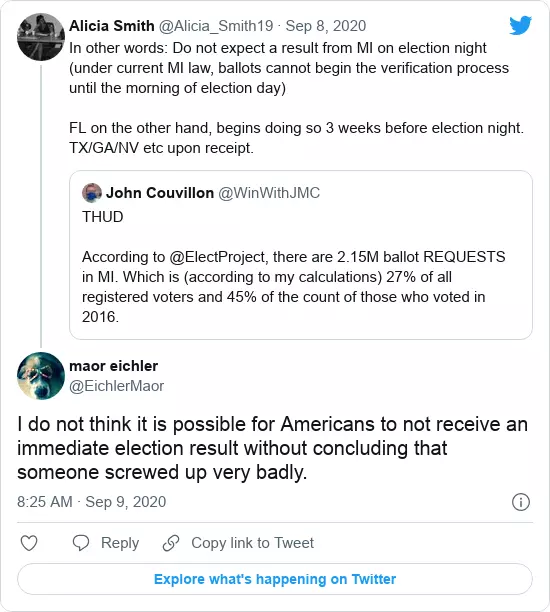 Alicia Smith @Alicia_Smith19 · Sep 8, 2020
In other words: Do not expect a result from MI on election night
(under current MI law, ballots cannot begin the verification process
until the morning of election day)
FL on the other hand, begins doing so 3 weeks before election night.
TX/GA/NV etc upon receipt.
John Couvillon @WinWithJMC
THUD
According to @ElectProject, there are 2.15M ballot REQUESTS
in MI. Which is (according to my calculations) 27% of all
registered voters and 45% of the count of those who voted in
2016.
maor eichler
@EichlerMaor
I do not think it is possible for Americans to not receive an
immediate election result without concluding that
someone screwed up very badly.
8:25 AM · Sep 9, 2020
Reply Copy link to Tweet
Explore what's happening on Twitter